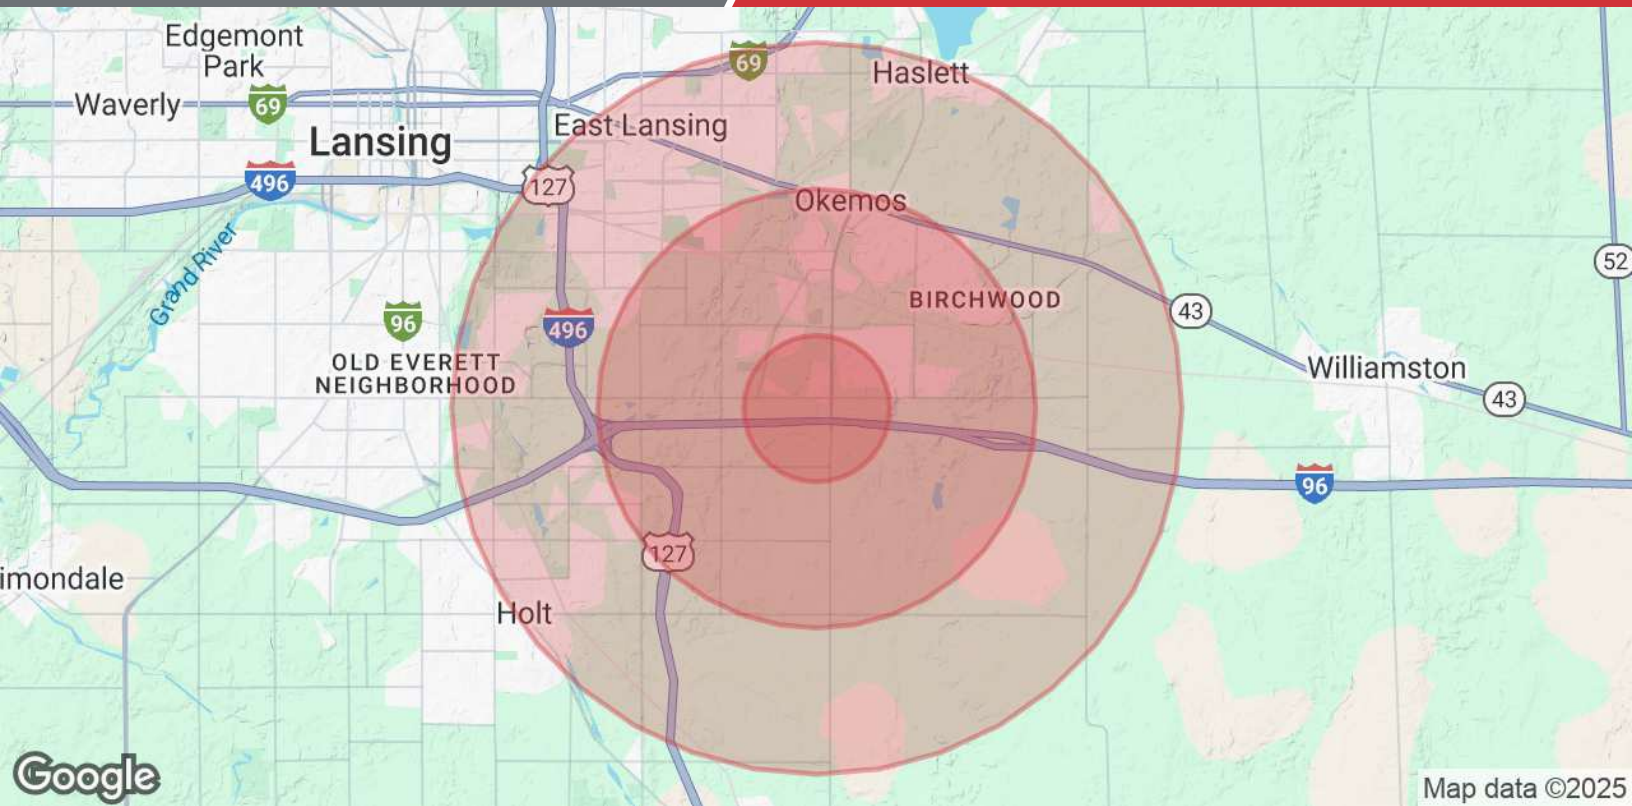 Edgemont
Park
69
Haslett
Waverly
69
Lansing
East Lansing
496
127
Okemos
Grand River
52
BIRCHWOOD
43
96
496
OLD EVERETT
NEIGHBORHOOD
Williamston
43
96
127
imondale
Holt
Google
Map data ©2025